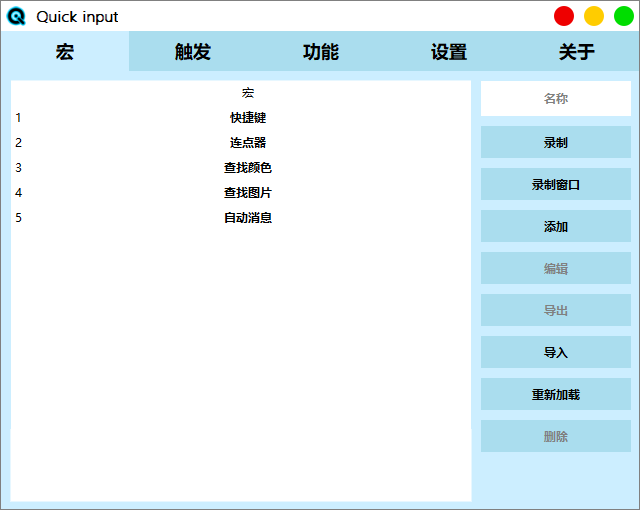 Quick input
宏 触发 功能 设置 关于
宏
1 快捷键
2 连点器
3 查找颜色
4 查找图片
5 自动消息
名称
录制
录制窗口
添加
编辑
导出
导入
重新加载
删除